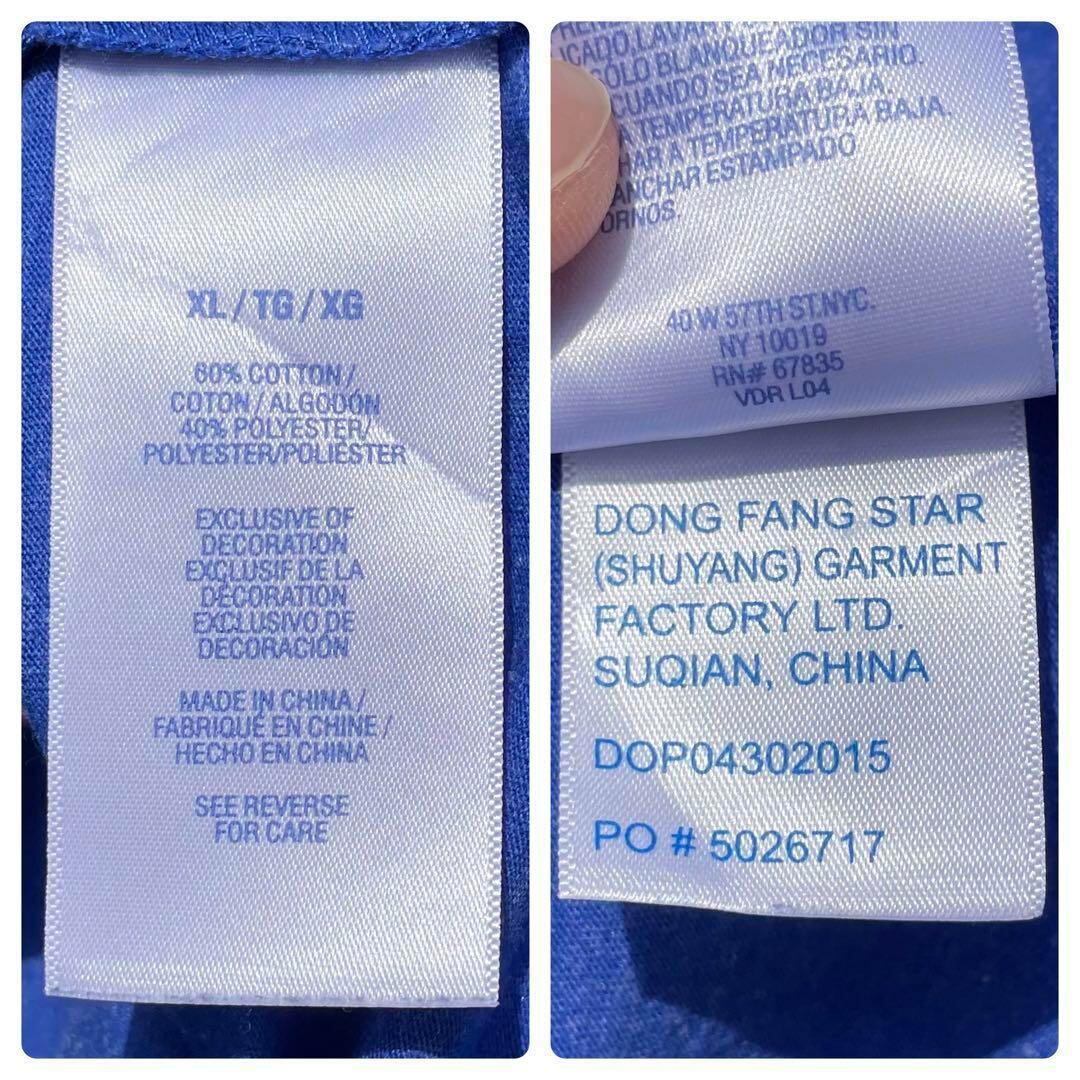 XL / TG / XG
60% COTTON /
COTON / ALGODÓN
40% POLYESTER/
POLYESTER/POLIÉSTER
EXCLUSIVE OF
DECORATION
EXCLUSIF DE LA
DÉCORATION
EXCLUSIVO DE
DECORACIÓN
MADE IN CHINA /
FABRIQUÉ EN CHINE /
HECHO EN CHINA
SEE REVERSE
FOR CARE
BLANQUEADOR SIN
CUANDO SEA NECESARIO.
A TEMPERATURA BAJA.
A TEMPERATURA BAJA.
ESTAMPADO
40 W 57TH ST.NYC.
NY 10019
RN# 67835
VDR L04
DONG FANG STAR
(SHUYANG) GARMENT
FACTORY LTD.
SUQIAN, CHINA
DOP04302015
PO # 5026717